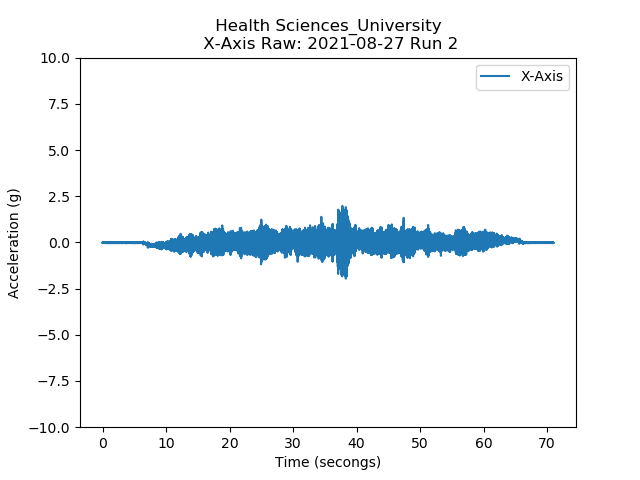 Health Sciences_University
X-Axis Raw: 2021-08-27 Run 2
X-Axis
10.0
7.5
5.0
2.5
0.0
−2.5
−5.0
−7.5
−10.0
Acceleration (g)
0 10 20 30 40 50 60 70
Time (secongs)